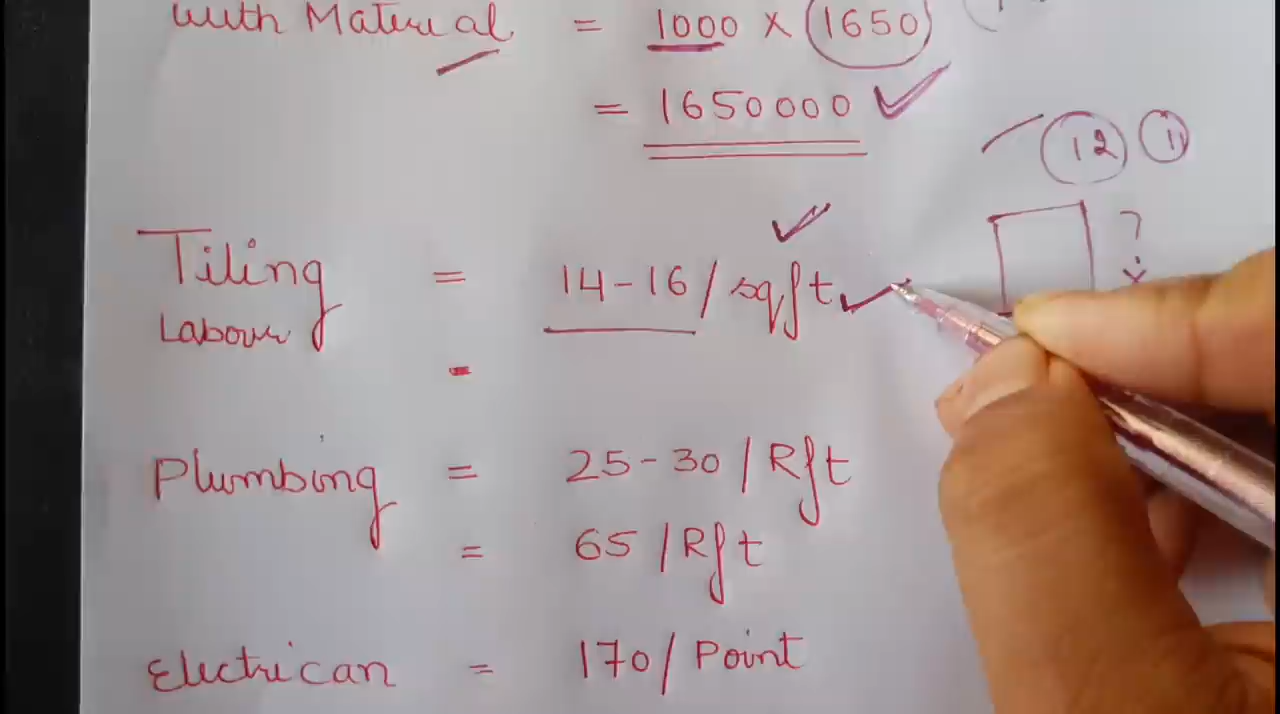 with Material = 1000 × 1650
= 1650000
12 11
Tiling = 14-16/sqft
Labour -
?
Plumbing = 25-30/Rft
= 65/Rft
Electrican = 170/Point